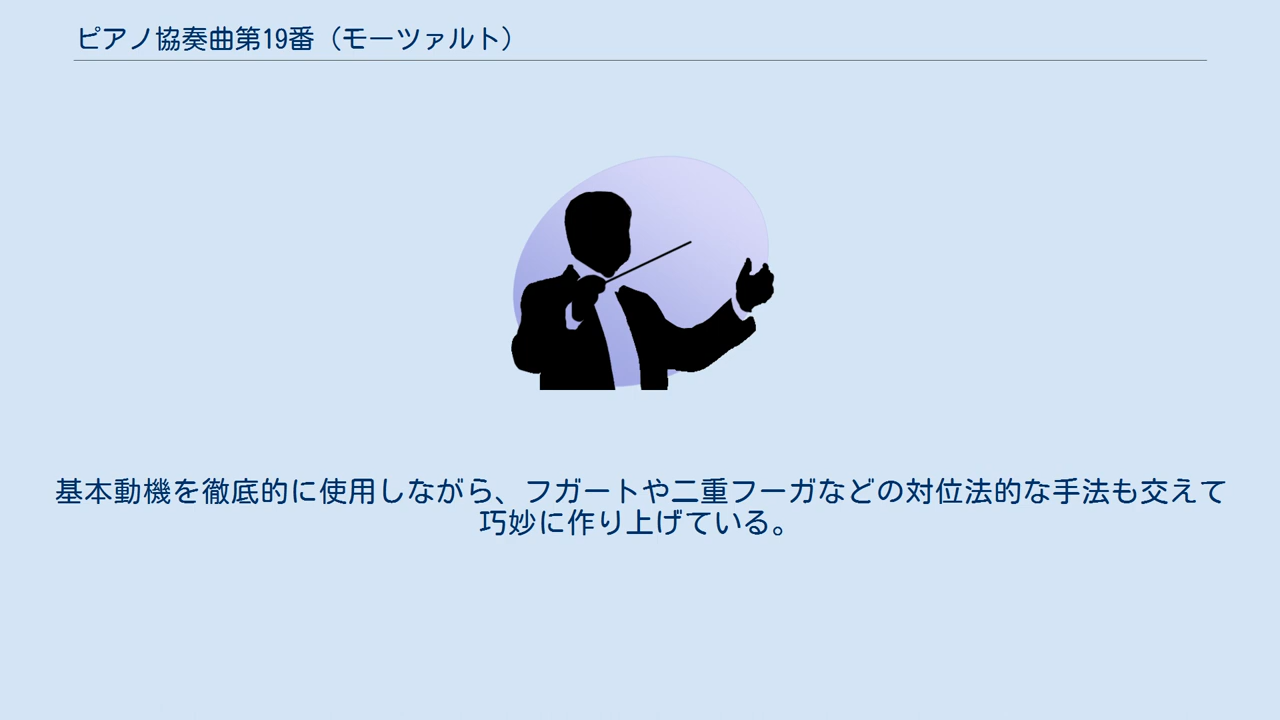 ピアノ協奏曲第19番（モーツァルト）
基本動機を徹底的に使用しながら、フガートや二重フーガなどの対位法的な手法も交えて
巧妙に作り上げている。